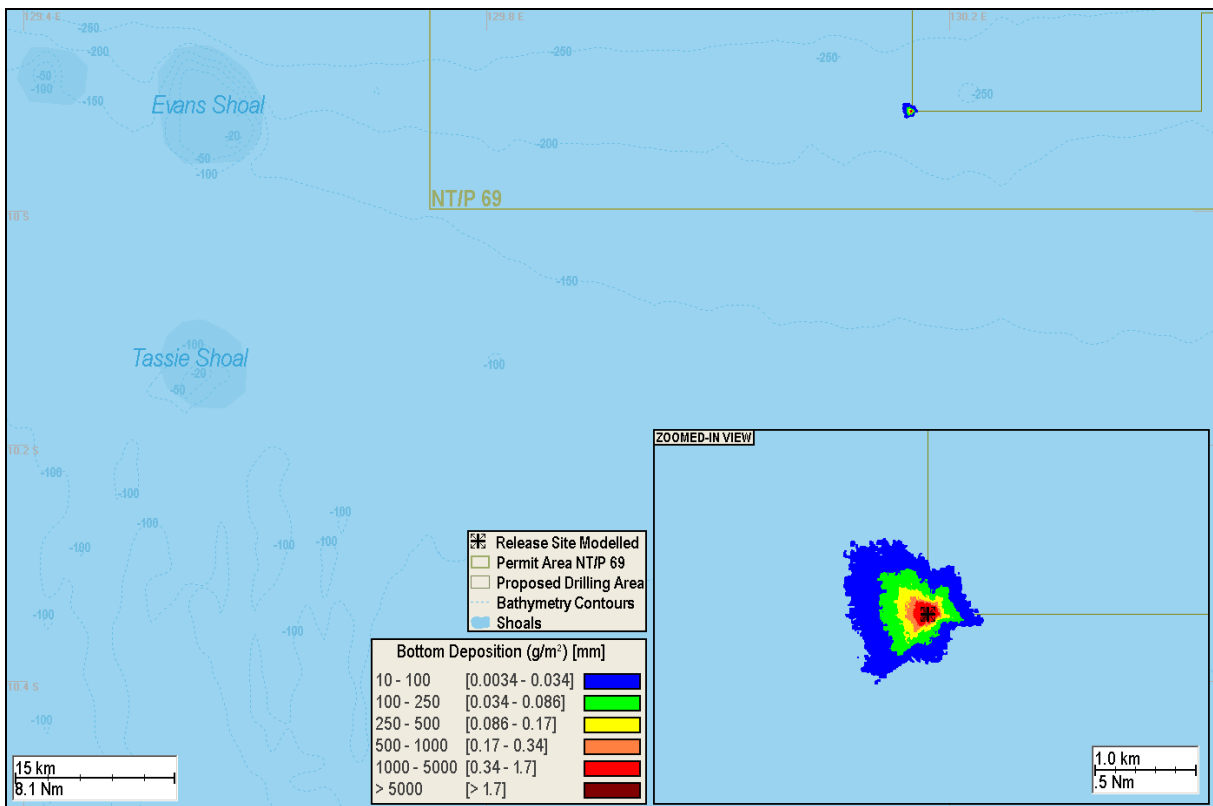 129.4 E
129.8 E
130.2 E
-250
-200
-50
-100
-150
Evans Shoal
-20
-50
-100
-250
-250
-250
-200
NT/P 69
10 S
-150
-100
Tassie Shoal
-20
-50
-100
10.2 S
-100
-100
-100
-100
-100
-100
-100
-100
-100
10.4 S
-100
ZOOMED-IN VIEW
Release Site Modelled
Permit Area NT/P 69
Proposed Drilling Area
Bathymetry Contours
Shoals
Bottom Deposition (g/m²) [mm]
10 - 100 [0.0034 - 0.034]
100 - 250 [0.034 - 0.086]
250 - 500 [0.086 - 0.17]
500 - 1000 [0.17 - 0.34]
1000 - 5000 [0.34 - 1.7]
> 5000 [> 1.7]
15 km
8.1 Nm
1.0 km
.5 Nm